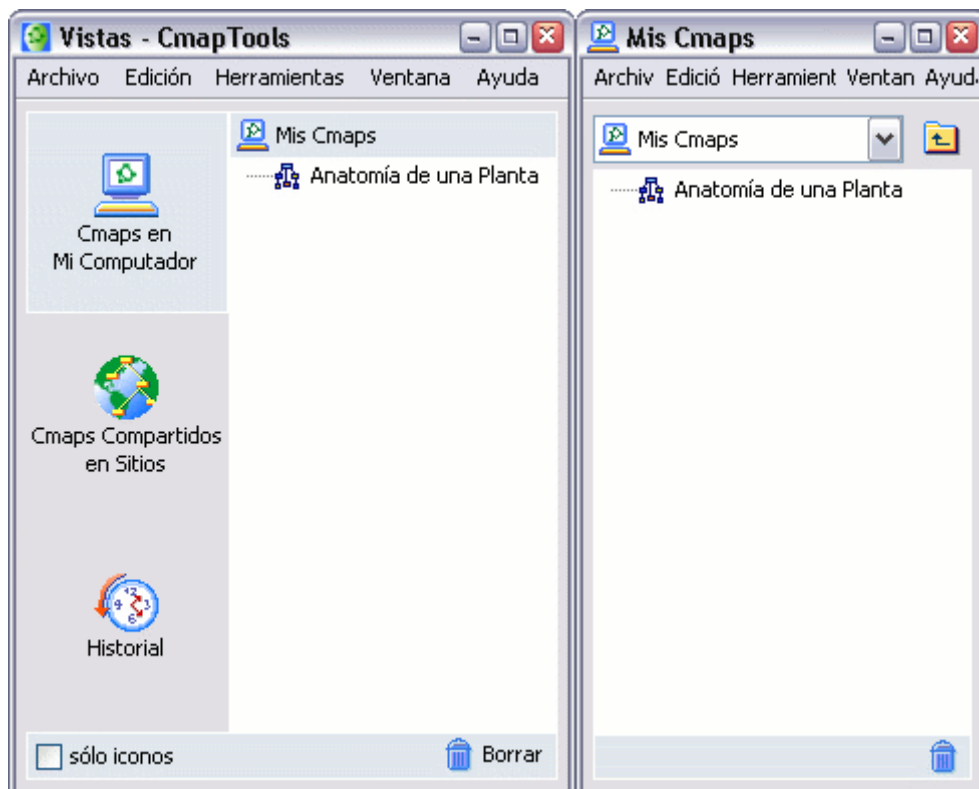 Vistas - CmapTools
Archivo Edición Herramientas Ventana Ayuda
Cmaps en
Mi Computador
Cmaps Compartidos
en Sitios
Historial
Mis Cmaps
Anatomía de una Planta
sólo iconos
Borrar
Mis Cmaps
Archiv Edició Herramient Ventan Ayud
Mis Cmaps
Anatomía de una Planta